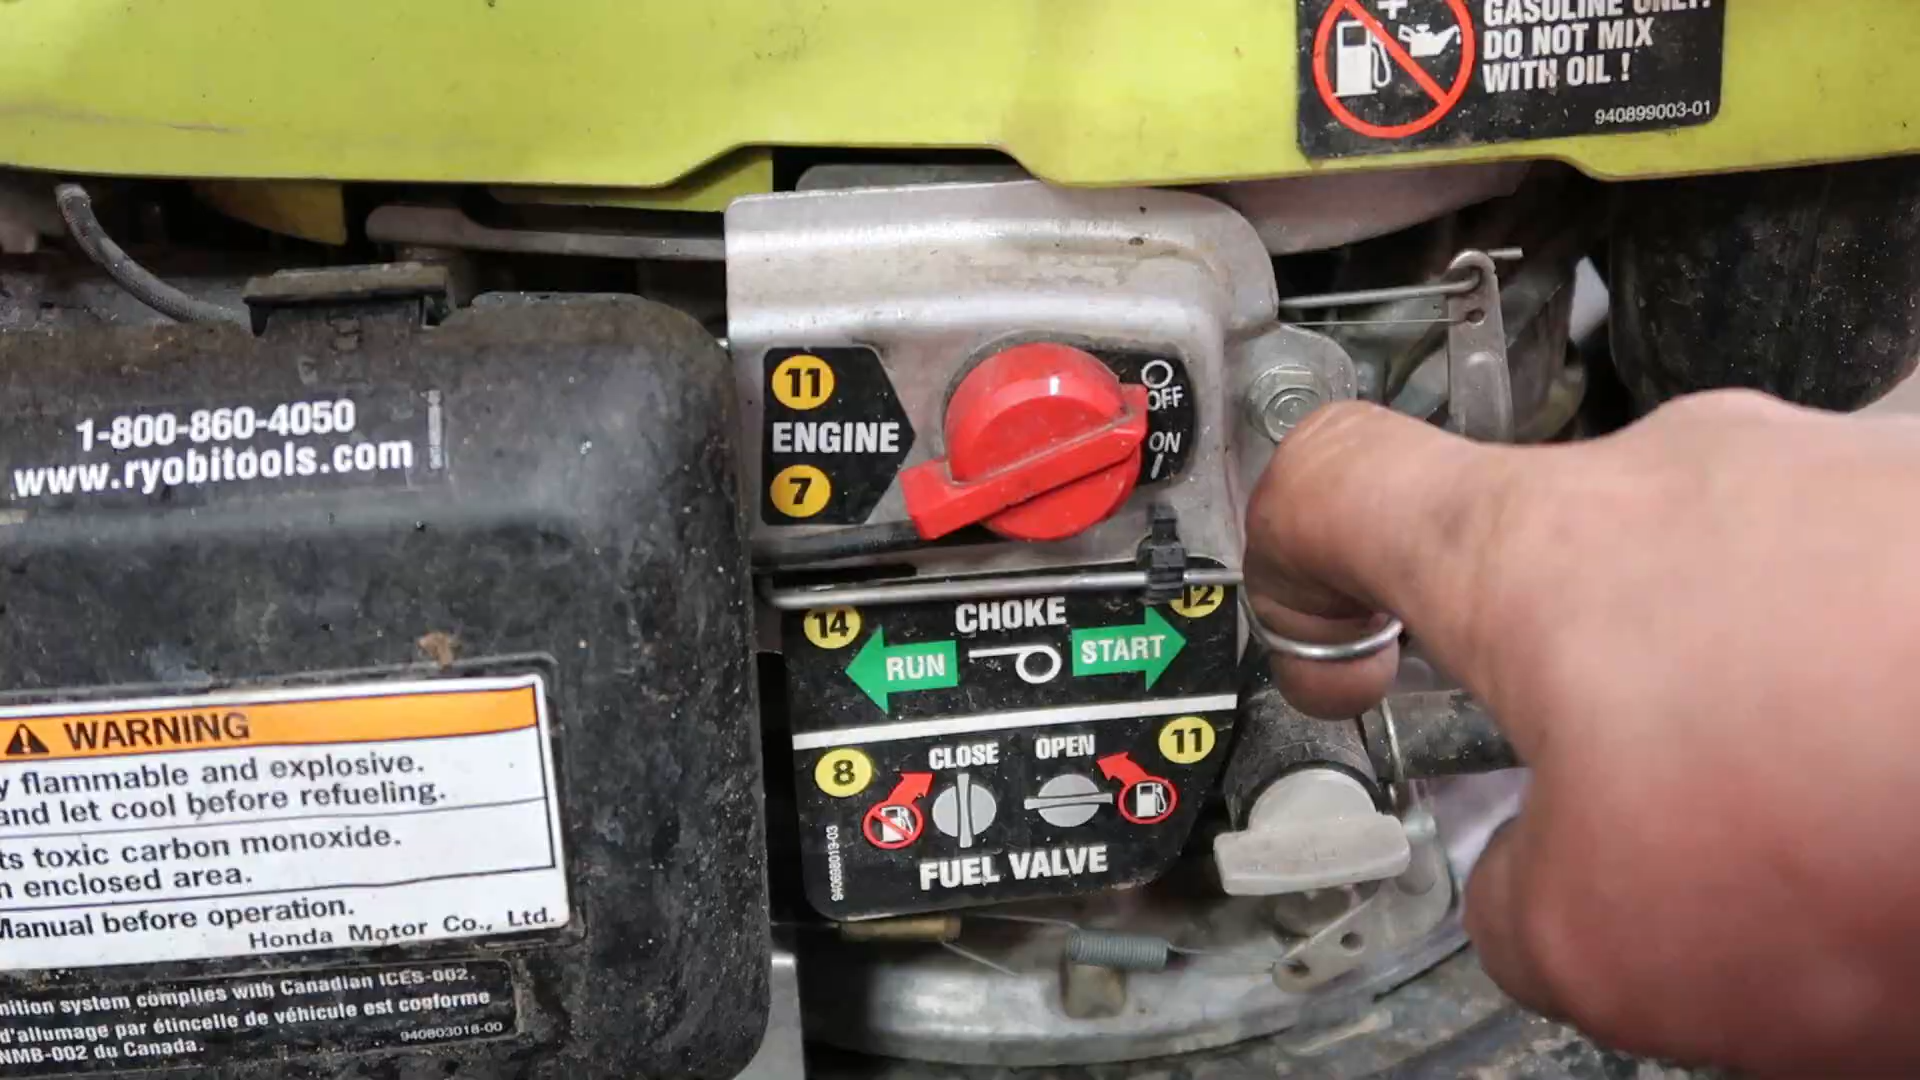 GASOLINE ONLY.
DO NOT MIX
WITH OIL !
940899003-01
1-800-860-4050
www.ryobitools.com
11
ENGINE
7
OFF
ON
14
CHOKE
12
RUN
START
8
CLOSE
OPEN
11
FUEL VALVE
940688019-03
WARNING
y flammable and explosive.
and let cool before refueling.
ts toxic carbon monoxide.
n enclosed area.
Manual before operation.
Honda Motor Co., Ltd.
nition system complies with Canadian ICES-002.
d'allumage par étincelle de véhicule est conforme
NMB-002 du Canada.
940803018-00